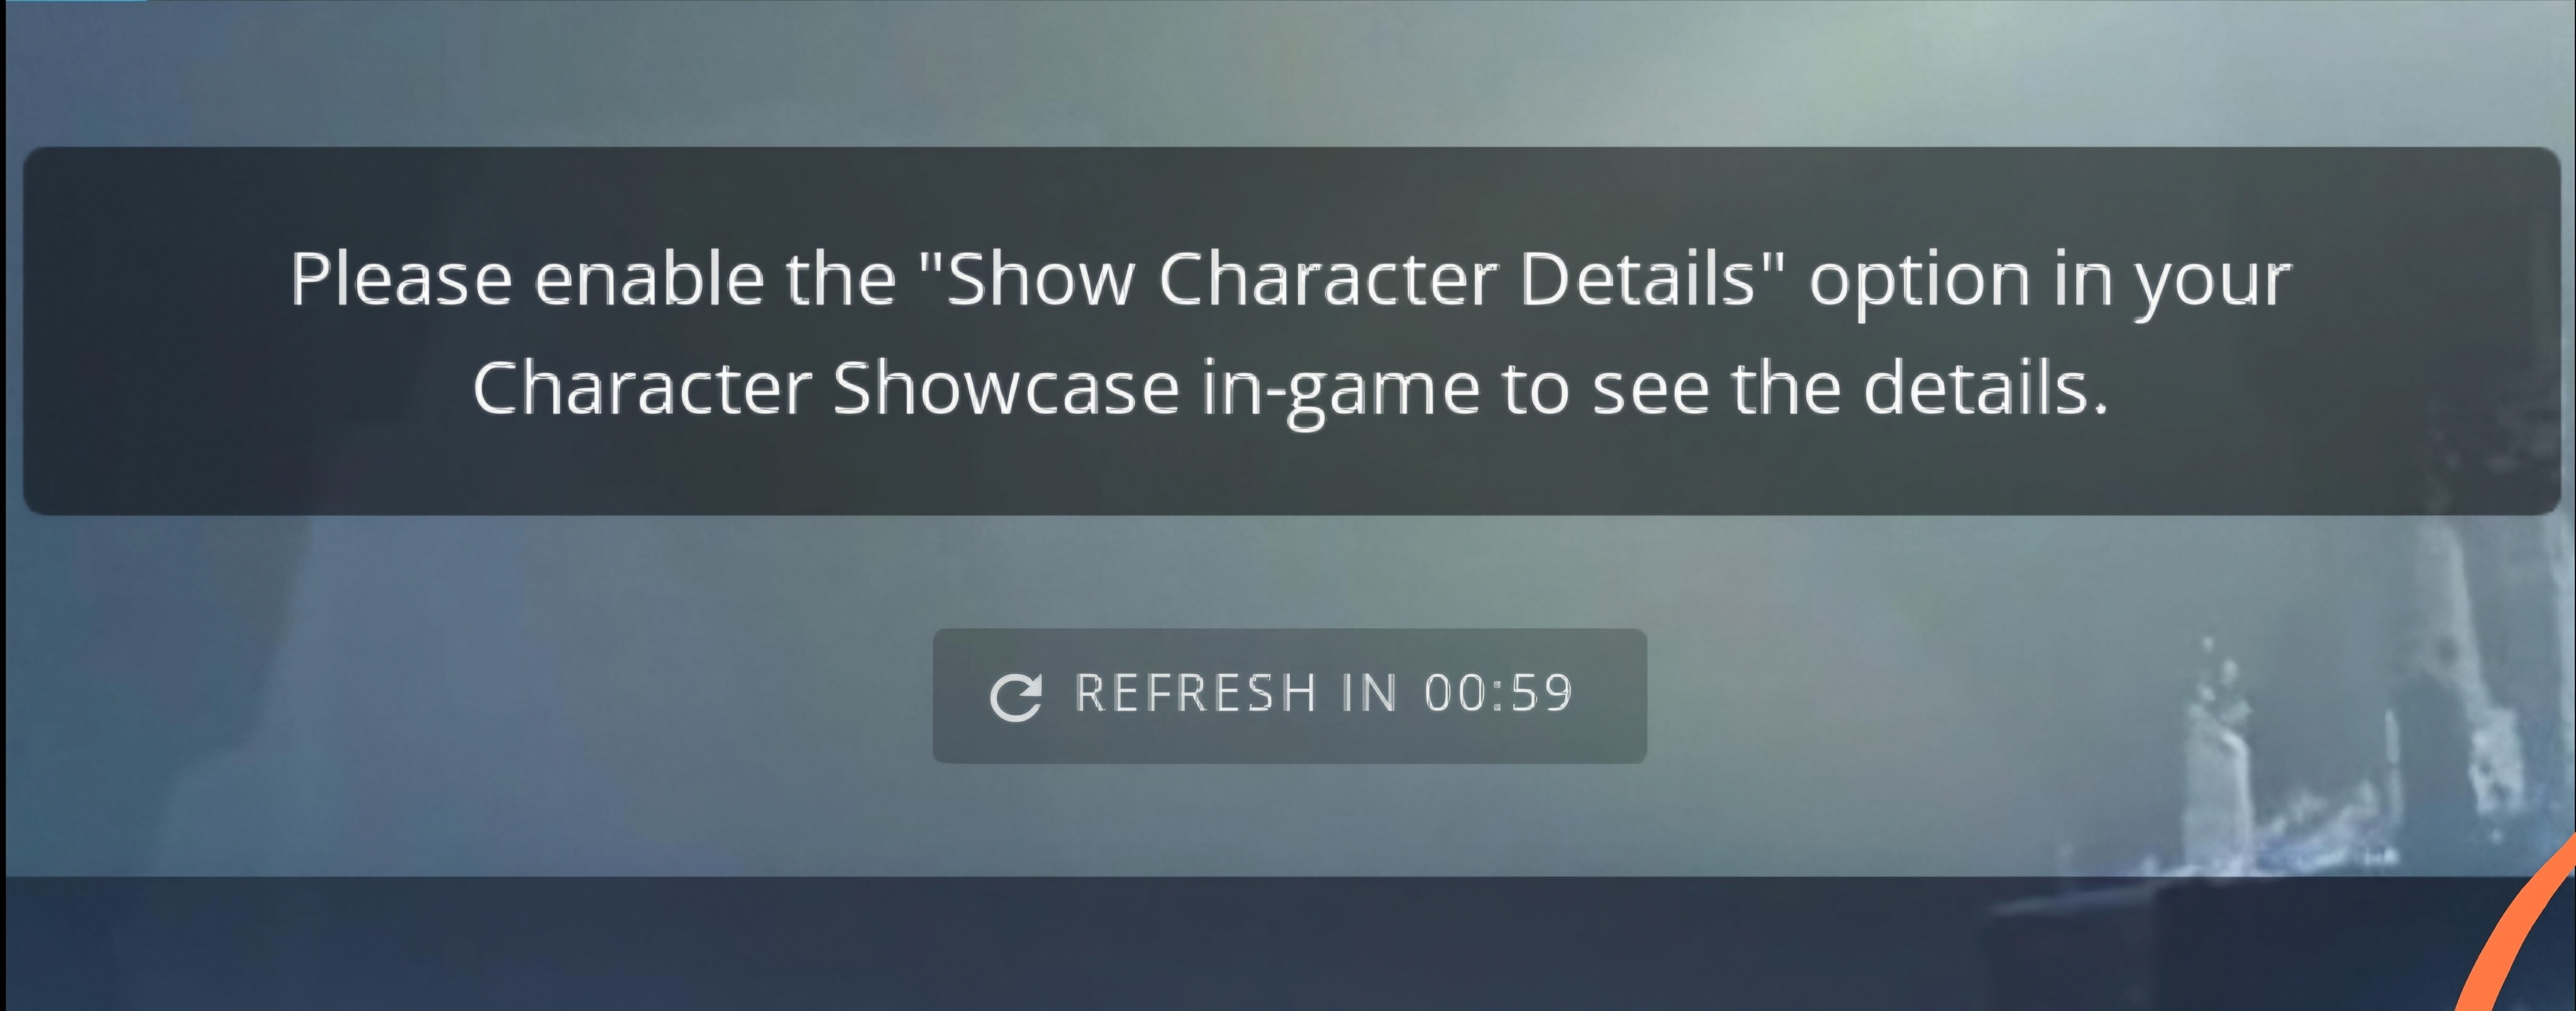 Please enable the "Show Character Details" option in your
Character Showcase in-game to see the details.
REFRESH IN 00:59